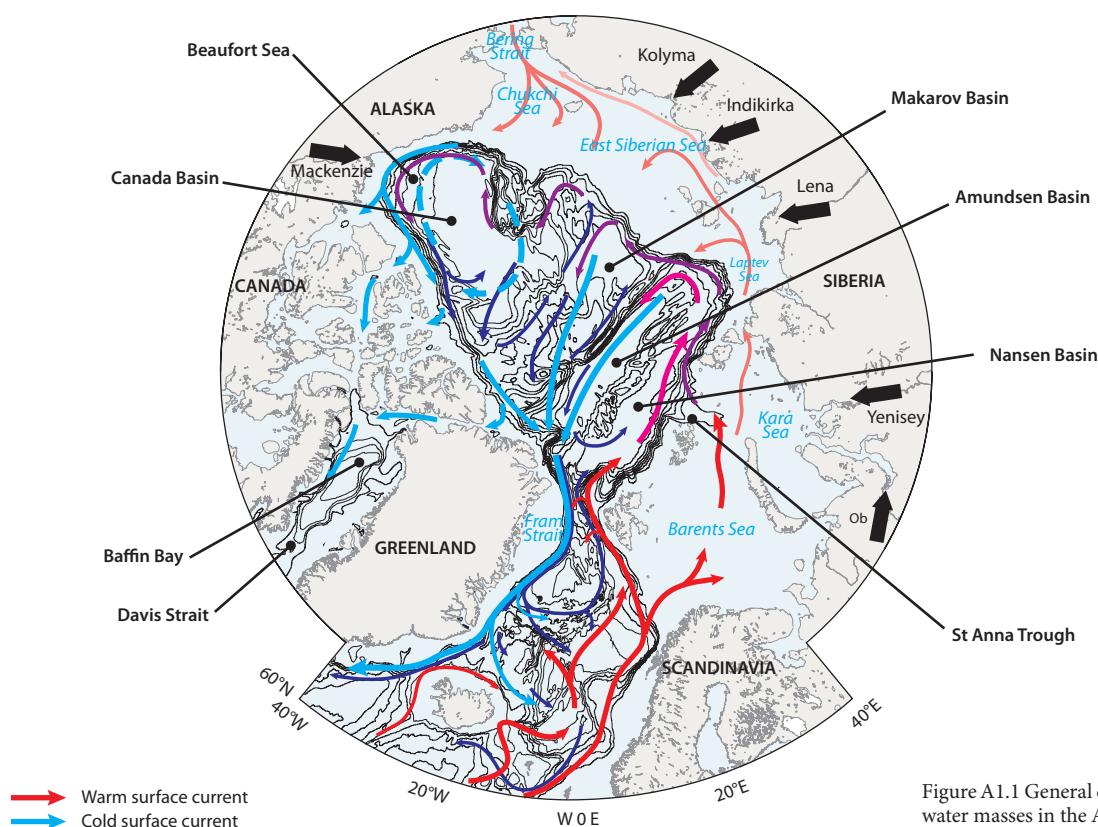 Bering
Strait
Kolyma
Beaufort Sea
Chukchi
Sea
Indikirka
Makarov Basin
ALASKA
East Siberian Sea
Mackenzie
Canada Basin
Lena
Amundsen Basin
Laptev
Sea
CANADA
SIBERIA
Nansen Basin
Kara
Sea
Yenisey
Fram
Strait
Barents Sea
Ob
GREENLAND
Baffin Bay
Davis Strait
St Anna Trough
SCANDINAVIA
60°N
40°W
40°E
20°W
20°E
W 0 E
Warm surface current
Cold surface current
Figure A1.1 General
water masses in the A